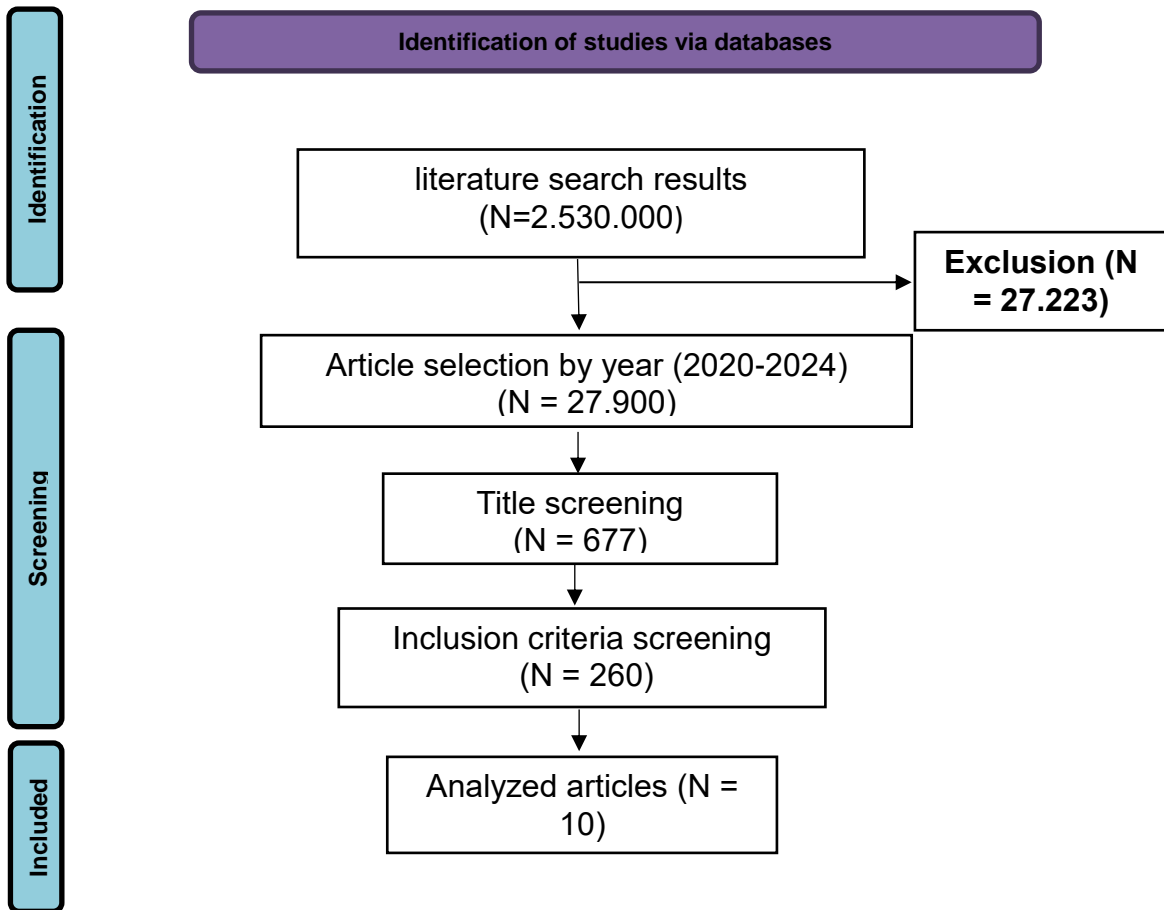 Identification of studies via databases
Identification
literature search results
(N=2.530.000)
Exclusion (N
= 27.223)
Screening
Article selection by year (2020-2024)
(N = 27.900)
Title screening
(N = 677)
Inclusion criteria screening
(N = 260)
Included
Analyzed articles (N =
10)